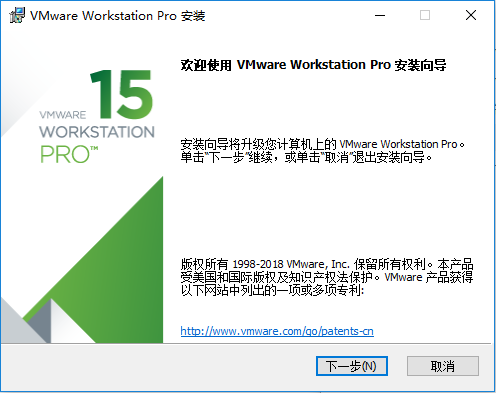 VMware Workstation Pro 安装
欢迎使用 VMware Workstation Pro 安装向导
15
VMWARE
WORKSTATION
PRO™
安装向导将升级您计算机上的 VMware Workstation Pro。
单击“下一步”继续，或单击“取消”退出安装向导。
版权所有 1998-2018 VMware, Inc. 保留所有权利。本产品
受美国和国际版权及知识产权法保护。VMware 产品获得
以下网站中列出的一项或多项专利:
http://www.vmware.com/go/patents-cn
下一步(N)
取消